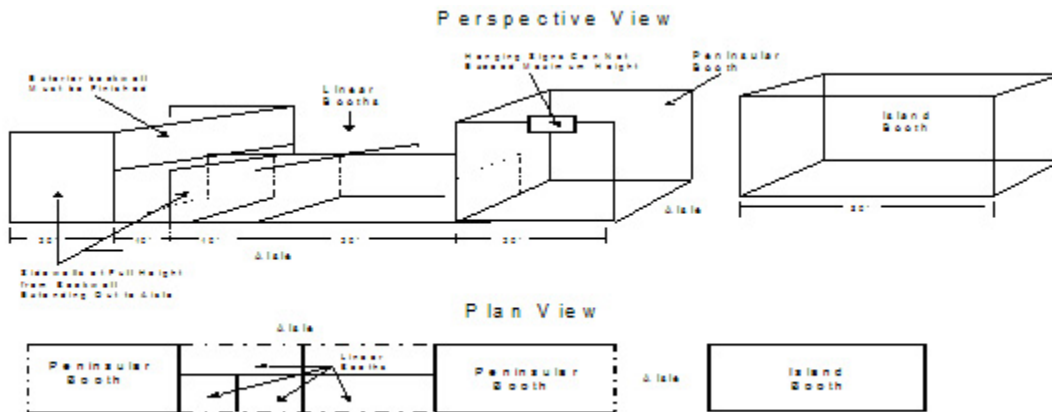 Perspective View
Exterior backwall
Must be Finished
Linear
Booths
Hanging Signs Can Not
Exceed Maximum Height
Peninsular
Booth
Island
Booth
Aisle
Aisle
Sidewalls at Full Height
from Backwall
Extending Out to Aisle
Plan View
Aisle
Peninsular
Booth
Linear
Booths
Peninsular
Booth
Aisle
Island
Booth